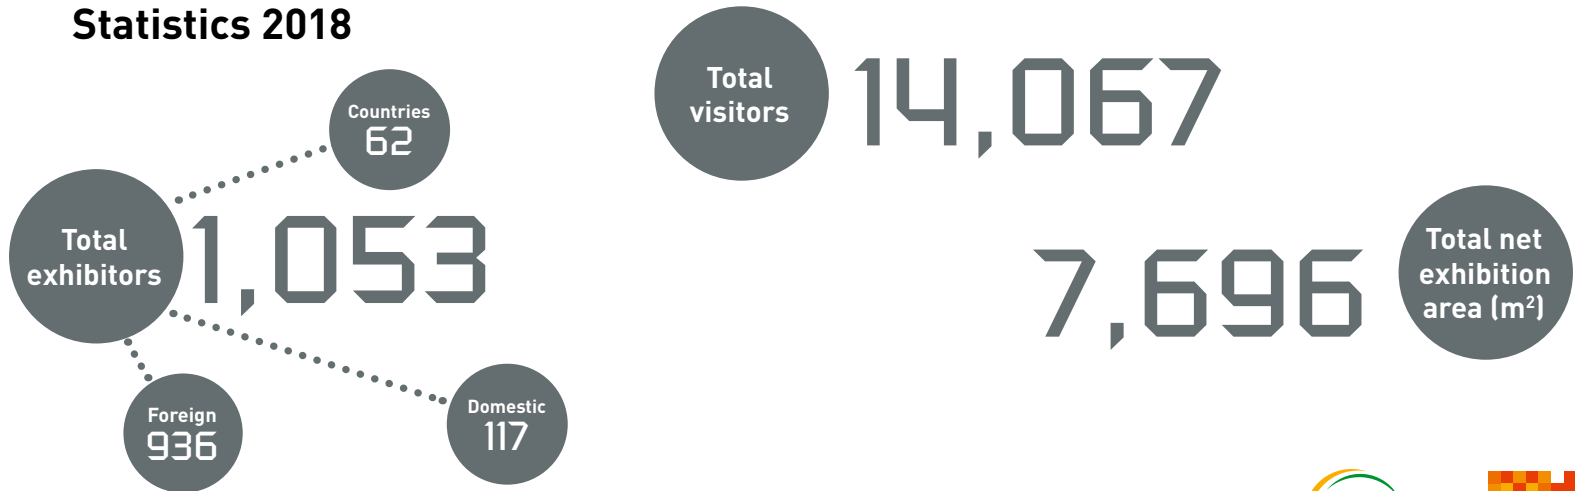 Statistics 2018
Countries
62
Total
exhibitors
1,053
Foreign
936
Domestic
117
Total
visitors
14,067
7,696
Total net
exhibition
area (m²)